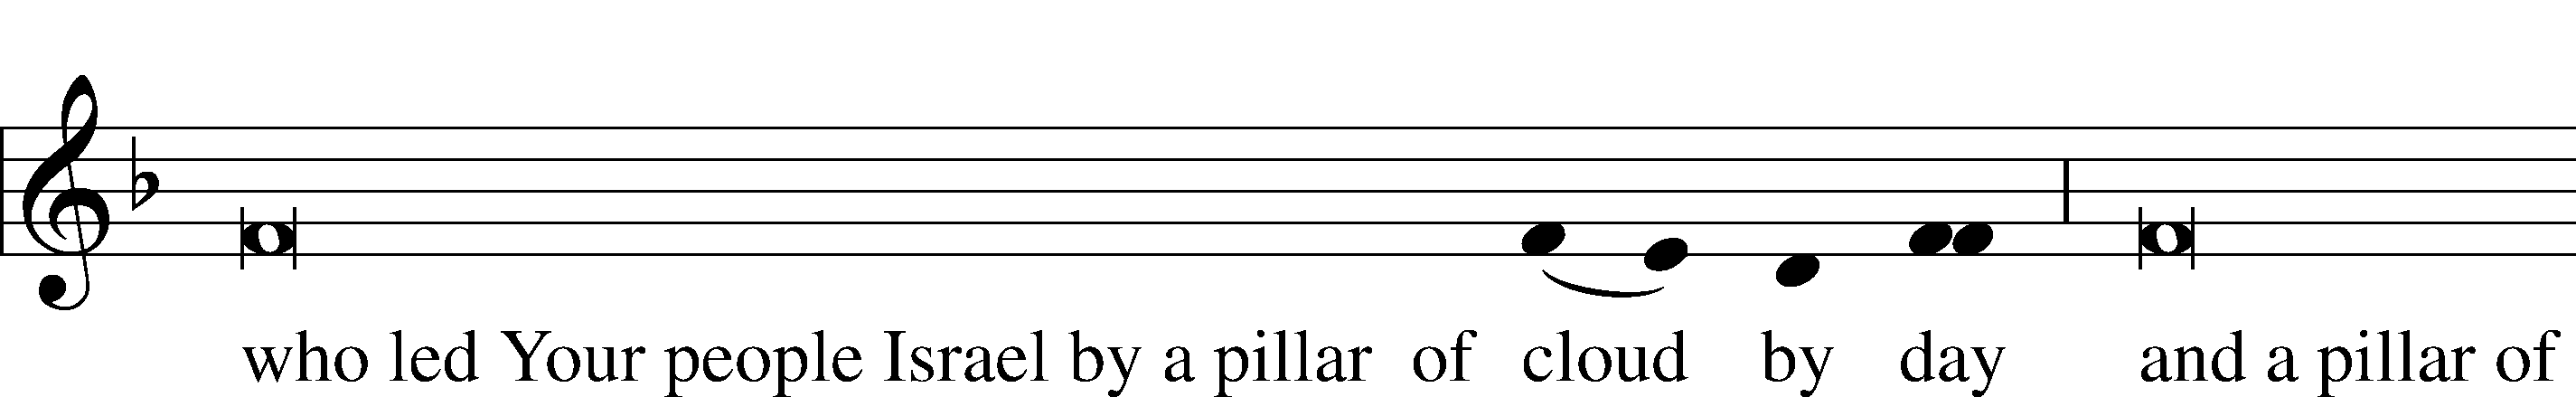 who led Your people Israel by a pillar of cloud by day and a pillar of